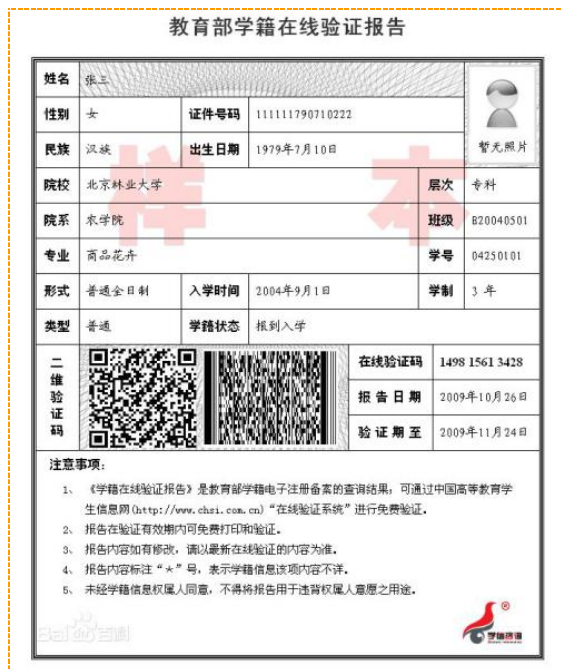 教育部学籍在线验证报告
姓名 张三
性别 女 证件号码 111111790710222
暂无照片
民族 汉族 出生日期 1979年7月10日
院校 北京林业大学 层次 专科
院系 农学院 班级 B20040501
专业 商品花卉 学号 04250101
样本
形式 普通全日制 入学时间 2004年9月1日 学制 3 年
类型 普通 学籍状态 报到入学
二维验证码
在线验证码 1498 1561 3428
报告日期 2009年10月26日
验证期至 2009年11月24日
注意事项:
1、 《学籍在线验证报告》是教育部学籍电子注册备案的查询结果,可通过中国高等教育学
生信息网(http://www.chsi.com.cn)“在线验证系统”进行免费验证。
2、 报告在验证有效期内可免费打印和验证。
3、 报告内容如有修改,请以最新在线验证的内容为准。
4、 报告内容标注“*”号,表示学籍信息该项内容不详。
5、 未经学籍信息权属人同意,不得将报告用于违背权属人意愿之用途。
Baidu百科
学信咨询
®